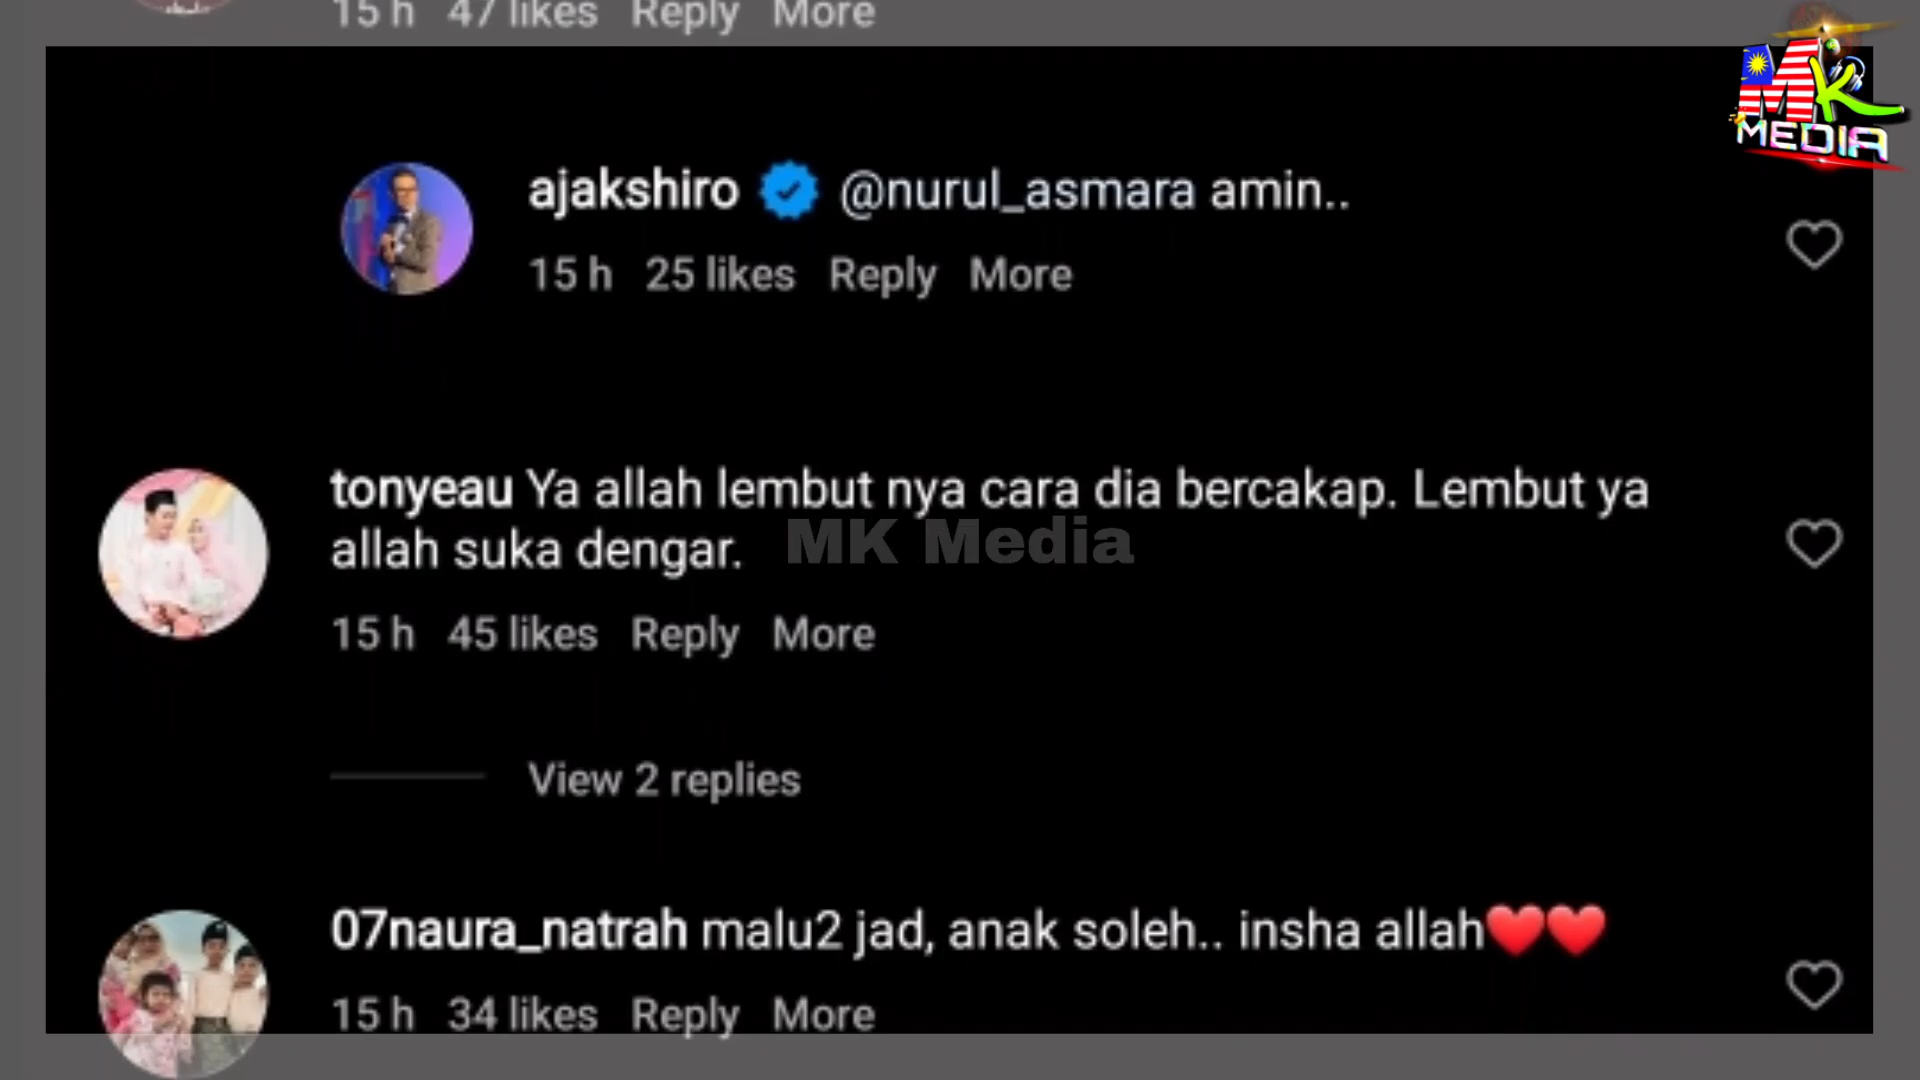 15 h 47 likes Reply More
MK
MEDIA
ajakshiro @nurul_asmara amin..
15 h 25 likes Reply More
tonyeau Ya allah lembut nya cara dia bercakap. Lembut ya
allah suka dengar.
MK Media
15 h 45 likes Reply More
View 2 replies
07naura_natrah malu2 jad, anak soleh.. insha allah❤️❤️
15 h 34 likes Reply More